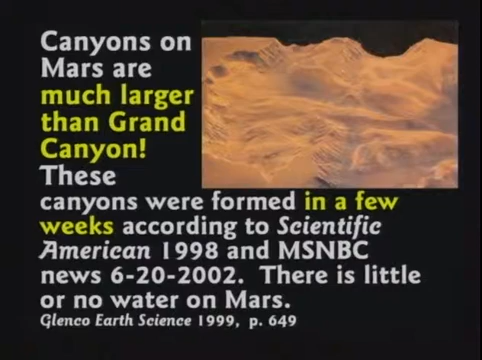 Canyons on
Mars are
much larger
than Grand
Canyon!
These
canyons were formed in a few
weeks according to Scientific
American 1998 and MSNBC
news 6-20-2002. There is little
or no water on Mars.
Glenco Earth Science 1999, p. 649